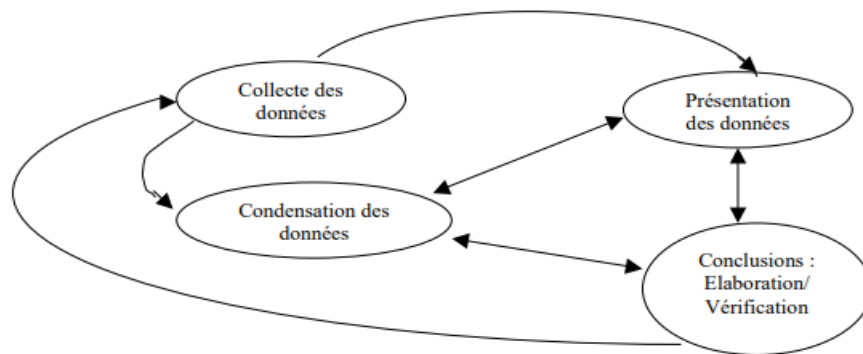 Collecte des
données
Présentation
des données
Condensation des
données
Conclusions :
Elaboration/
Vérification